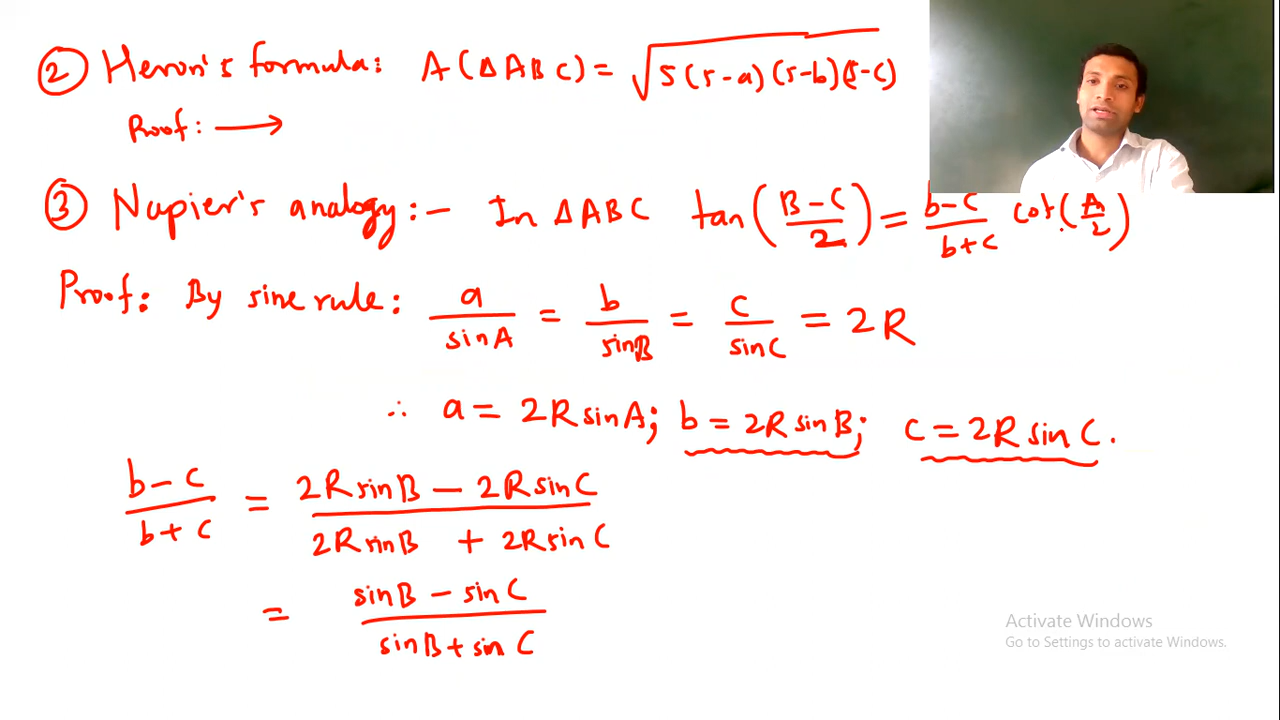 ② Heron's formula: A(ΔABC) = √s(s-a)(s-b)(s-c)
Proof: ⟶
③ Napier's analogy:- In ΔABC tan(B-C/2) = b-c/b+c cot(A/2)
Proof: By sine rule: a/sinA = b/sinB = c/sinC = 2R
∴ a = 2R sinA; b = 2R sinB; c = 2R sinC.
b-c/b+c = 2R sinB - 2R sinC/2R sinB + 2R sinC
= sinB - sinC/sinB + sinC
Activate Windows
Go to Settings to activate Windows.